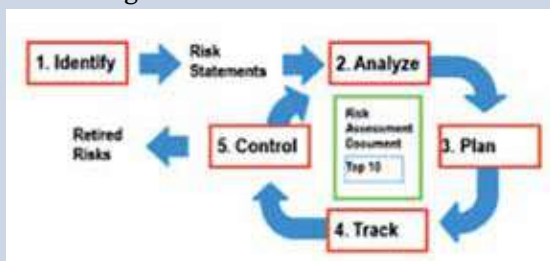 1. Identify
Risk
Statements
2. Analyze
Risk
Assessment
Document
Top 10
Retired
Risks
5. Control
3. Plan
4. Track